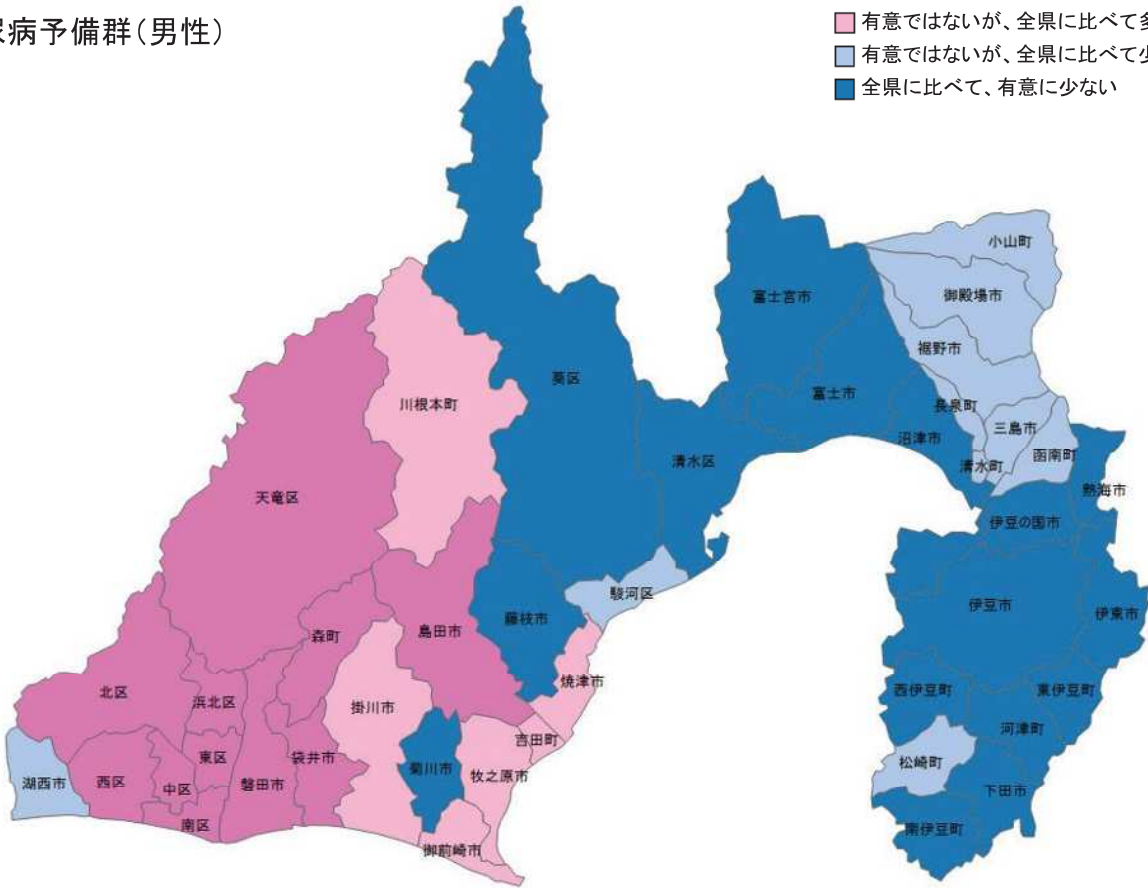 病予備群(男性)
有意ではないが、全県に比べて多
有意ではないが、全県に比べて少
全県に比べて、有意に少ない
小山町
御殿場市
富士宮市
裾野市
葵区
富士市
川根本町
長泉町
三島市
沼津市
函南町
清水区
清水町
熱海市
天竜区
伊豆の国市
駿河区
伊豆市
伊東市
藤枝市
島田市
森町
焼津市
北区
浜北区
掛川市
西伊豆町
東伊豆町
河津町
吉田町
東区
袋井市
菊川市
牧之原市
松崎町
湖西市
西区
中区
磐田市
下田市
南区
南伊豆町
御前崎市